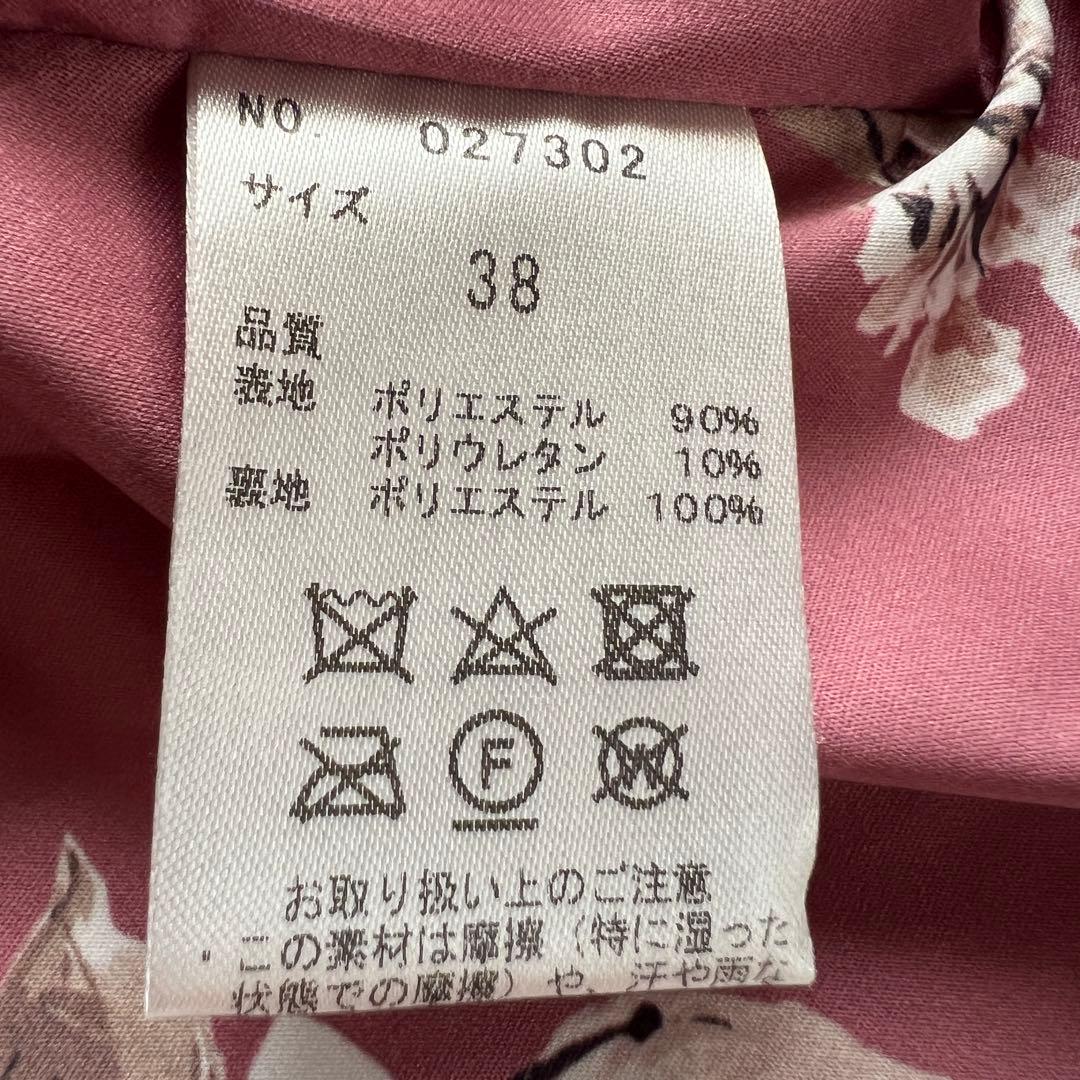 NO. 027302
サイズ
38
品質
表地 ポリエステル 90%
ポリウレタン 10%
裏地 ポリエステル 100%
F
W
お取り扱い上のご注意
・この素材は摩擦（特に湿った
状態での摩擦）や、汗や雨な